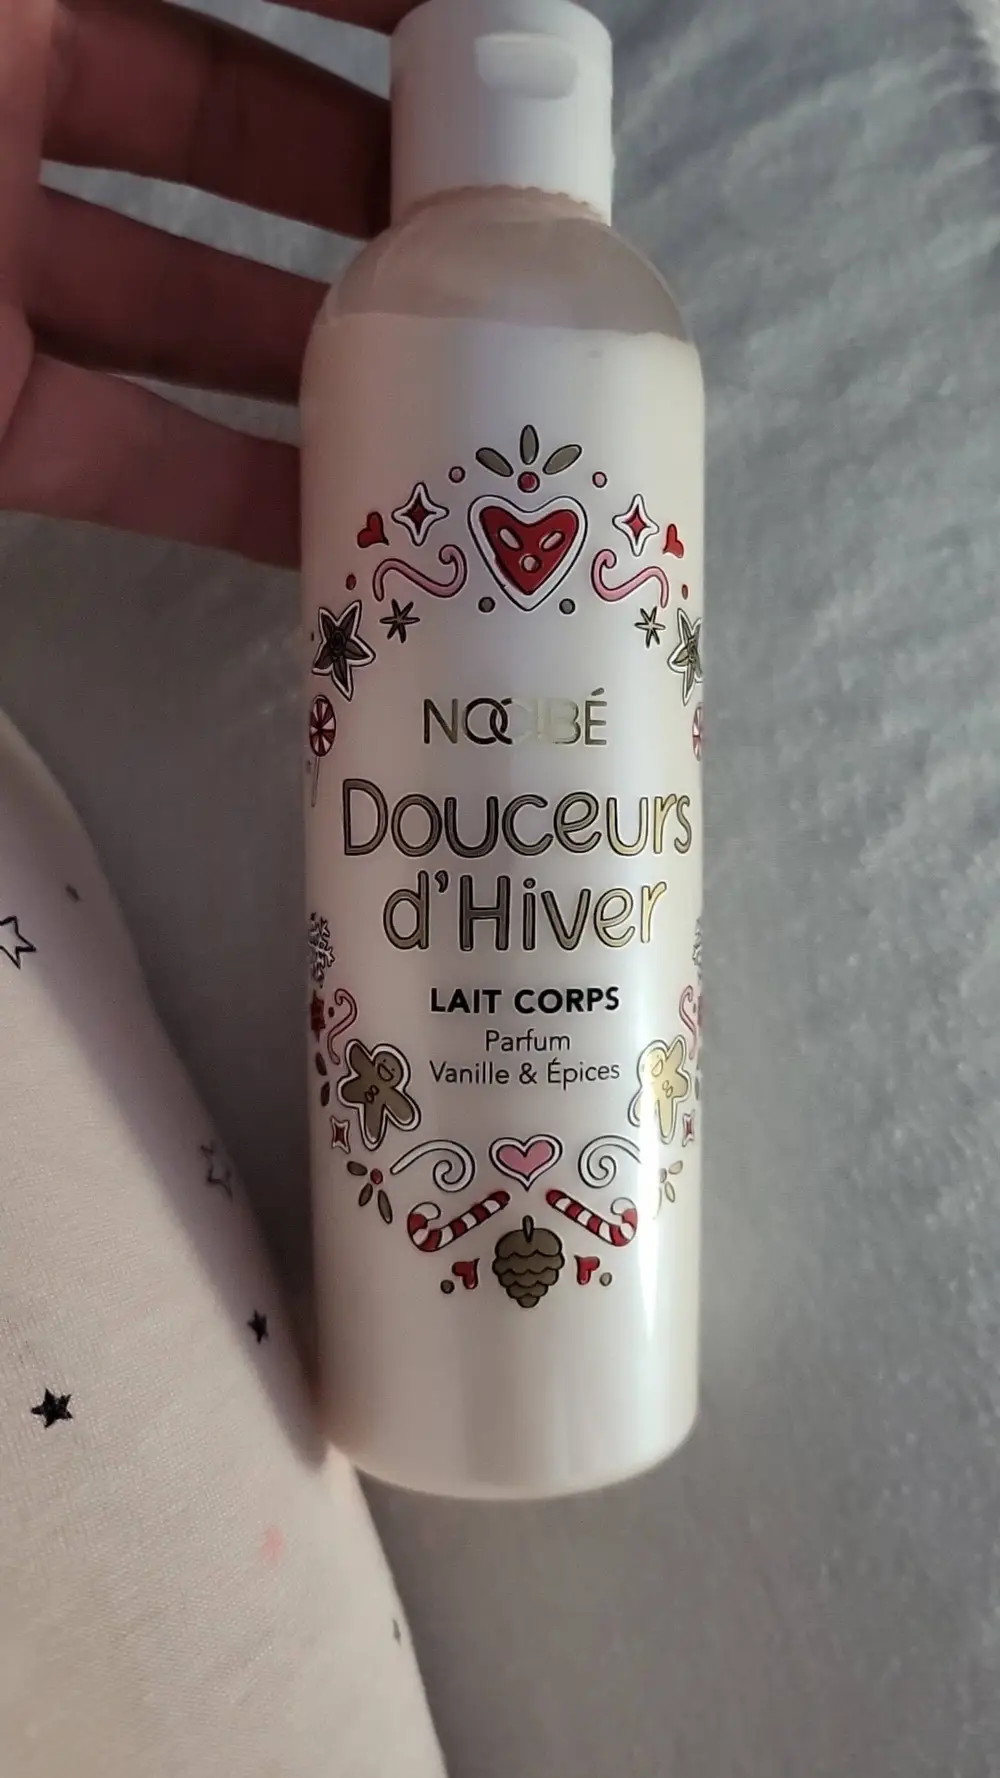 NOCIBÉ
Douceurs
d'Hiver
LAIT CORPS
Parfum
Vanille & Épices